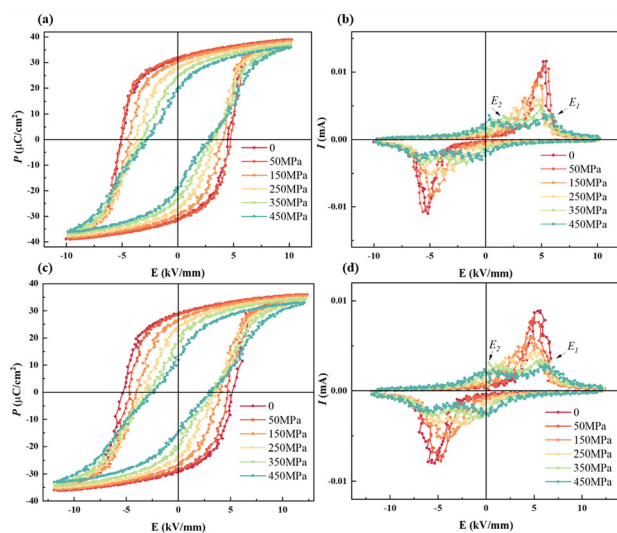 (a)
P (μC/cm²)
40
30
20
10
0
-10
-20
-30
-40
0
50MPa
150MPa
250MPa
350MPa
450MPa
-10 -5 0 5 10
E (kV/mm)
(b)
I (mA)
0.01
0.00
-0.01
E2
E1
0
50MPa
150MPa
250MPa
350MPa
450MPa
-10 -5 0 5 10
E (kV/mm)
(c)
P (μC/cm²)
40
30
20
10
0
-10
-20
-30
-40
0
50MPa
150MPa
250MPa
350MPa
450MPa
-10 -5 0 5 10
E (kV/mm)
(d)
I (mA)
0.01
0.00
-0.01
E2
E1
0
50MPa
150MPa
250MPa
350MPa
450MPa
-10 -5 0 5 10
E (kV/mm)